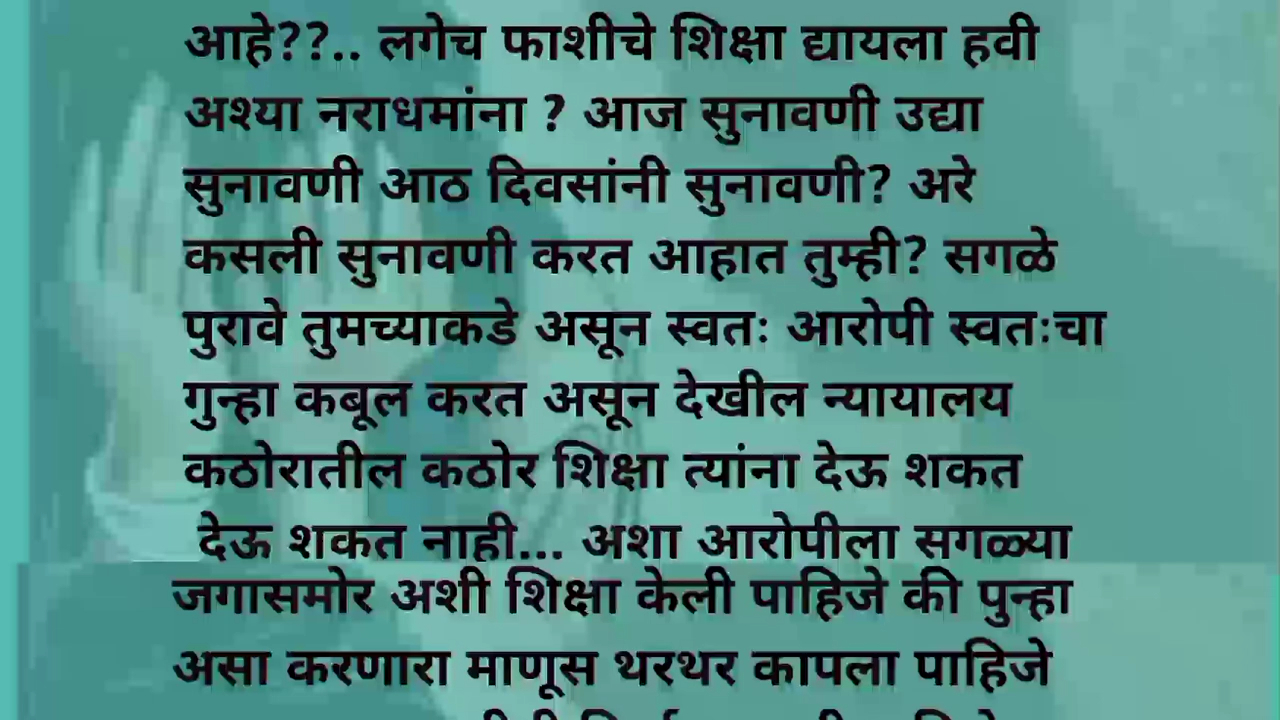 आहे??.. लगेच फाशीचे शिक्षा द्यायला हवी
अश्या नराधमांना ? आज सुनावणी उद्या
सुनावणी आठ दिवसांनी सुनावणी? अरे
कसली सुनावणी करत आहात तुम्ही? सगळे
पुरावे तुमच्याकडे असून स्वतः आरोपी स्वतःचा
गुन्हा कबूल करत असून देखील न्यायालय
कठोरातील कठोर शिक्षा त्यांना देऊ शकत
देऊ शकत नाही... अशा आरोपीला सगळ्या
जगासमोर अशी शिक्षा केली पाहिजे की पुन्हा
असा करणारा माणूस थरथर कापला पाहिजे